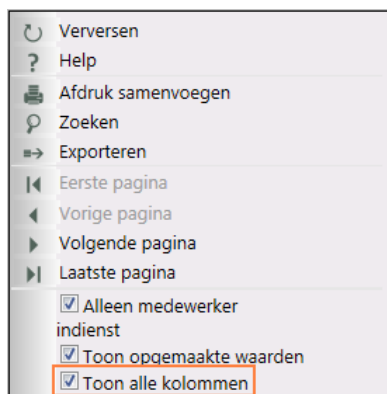 Verversen
Help
Afdruk samenvoegen
Zoeken
Exporteren
Eerste pagina
Vorige pagina
Volgende pagina
Laatste pagina
Alleen medewerker
indienst
Toon opgemaakte waarden
Toon alle kolommen